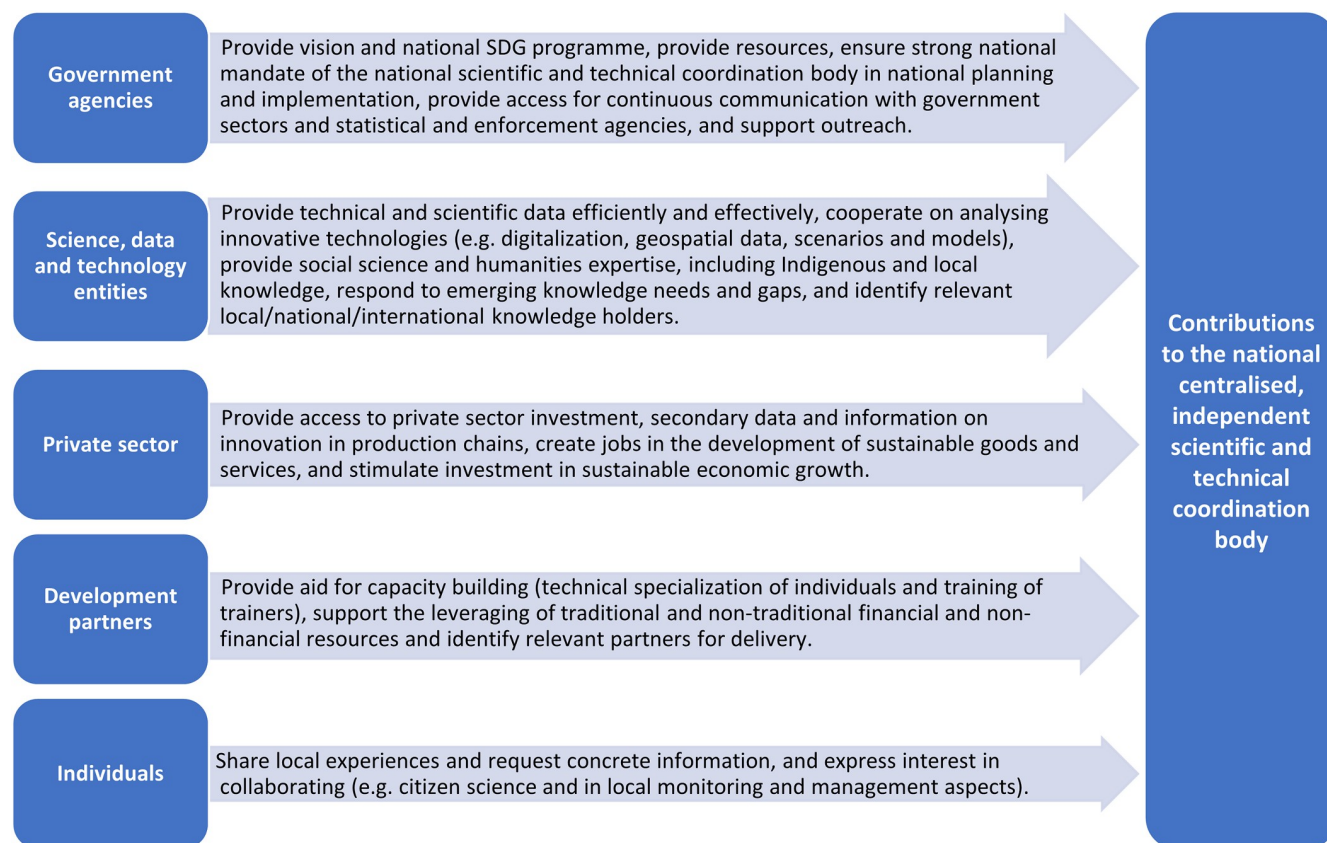 Government
agencies
Provide vision and national SDG programme, provide resources, ensure strong national
mandate of the national scientific and technical coordination body in national planning
and implementation, provide access for continuous communication with government
sectors and statistical and enforcement agencies, and support outreach.
Science, data
and technology
entities
Provide technical and scientific data efficiently and effectively, cooperate on analysing
innovative technologies (e.g. digitalization, geospatial data, scenarios and models),
provide social science and humanities expertise, including Indigenous and local
knowledge, respond to emerging knowledge needs and gaps, and identify relevant
local/national/international knowledge holders.
Private sector
Provide access to private sector investment, secondary data and information on
innovation in production chains, create jobs in the development of sustainable goods and
services, and stimulate investment in sustainable economic growth.
Development
partners
Provide aid for capacity building (technical specialization of individuals and training of
trainers), support the leveraging of traditional and non-traditional financial and non-
financial resources and identify relevant partners for delivery.
Individuals
Share local experiences and request concrete information, and express interest in
collaborating (e.g. citizen science and in local monitoring and management aspects).
Contributions
to the national
centralised,
independent
scientific and
technical
coordination
body